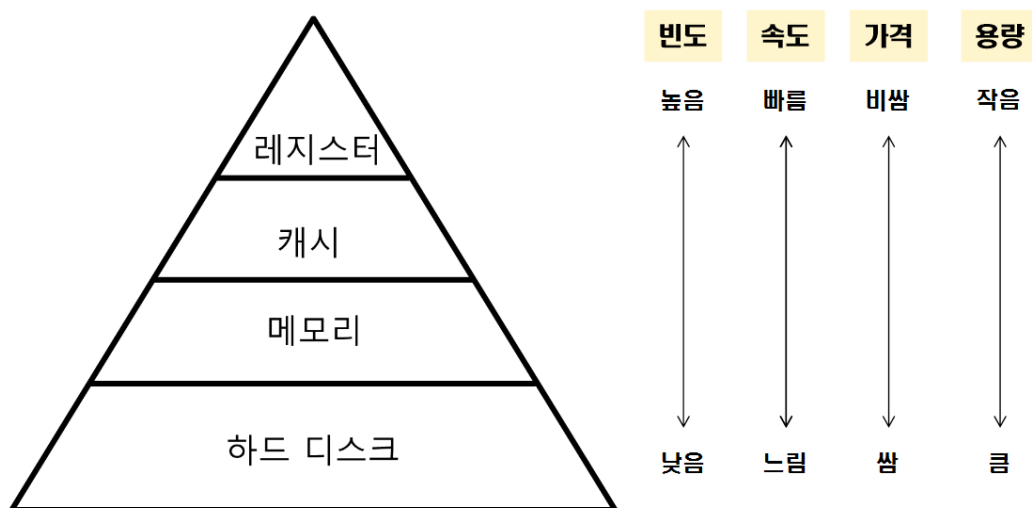 빈도 속도 가격 용량
높음 빠름 비쌈 작음
레지스터
캐시
메모리
하드 디스크
낮음 느림 쌈 큼